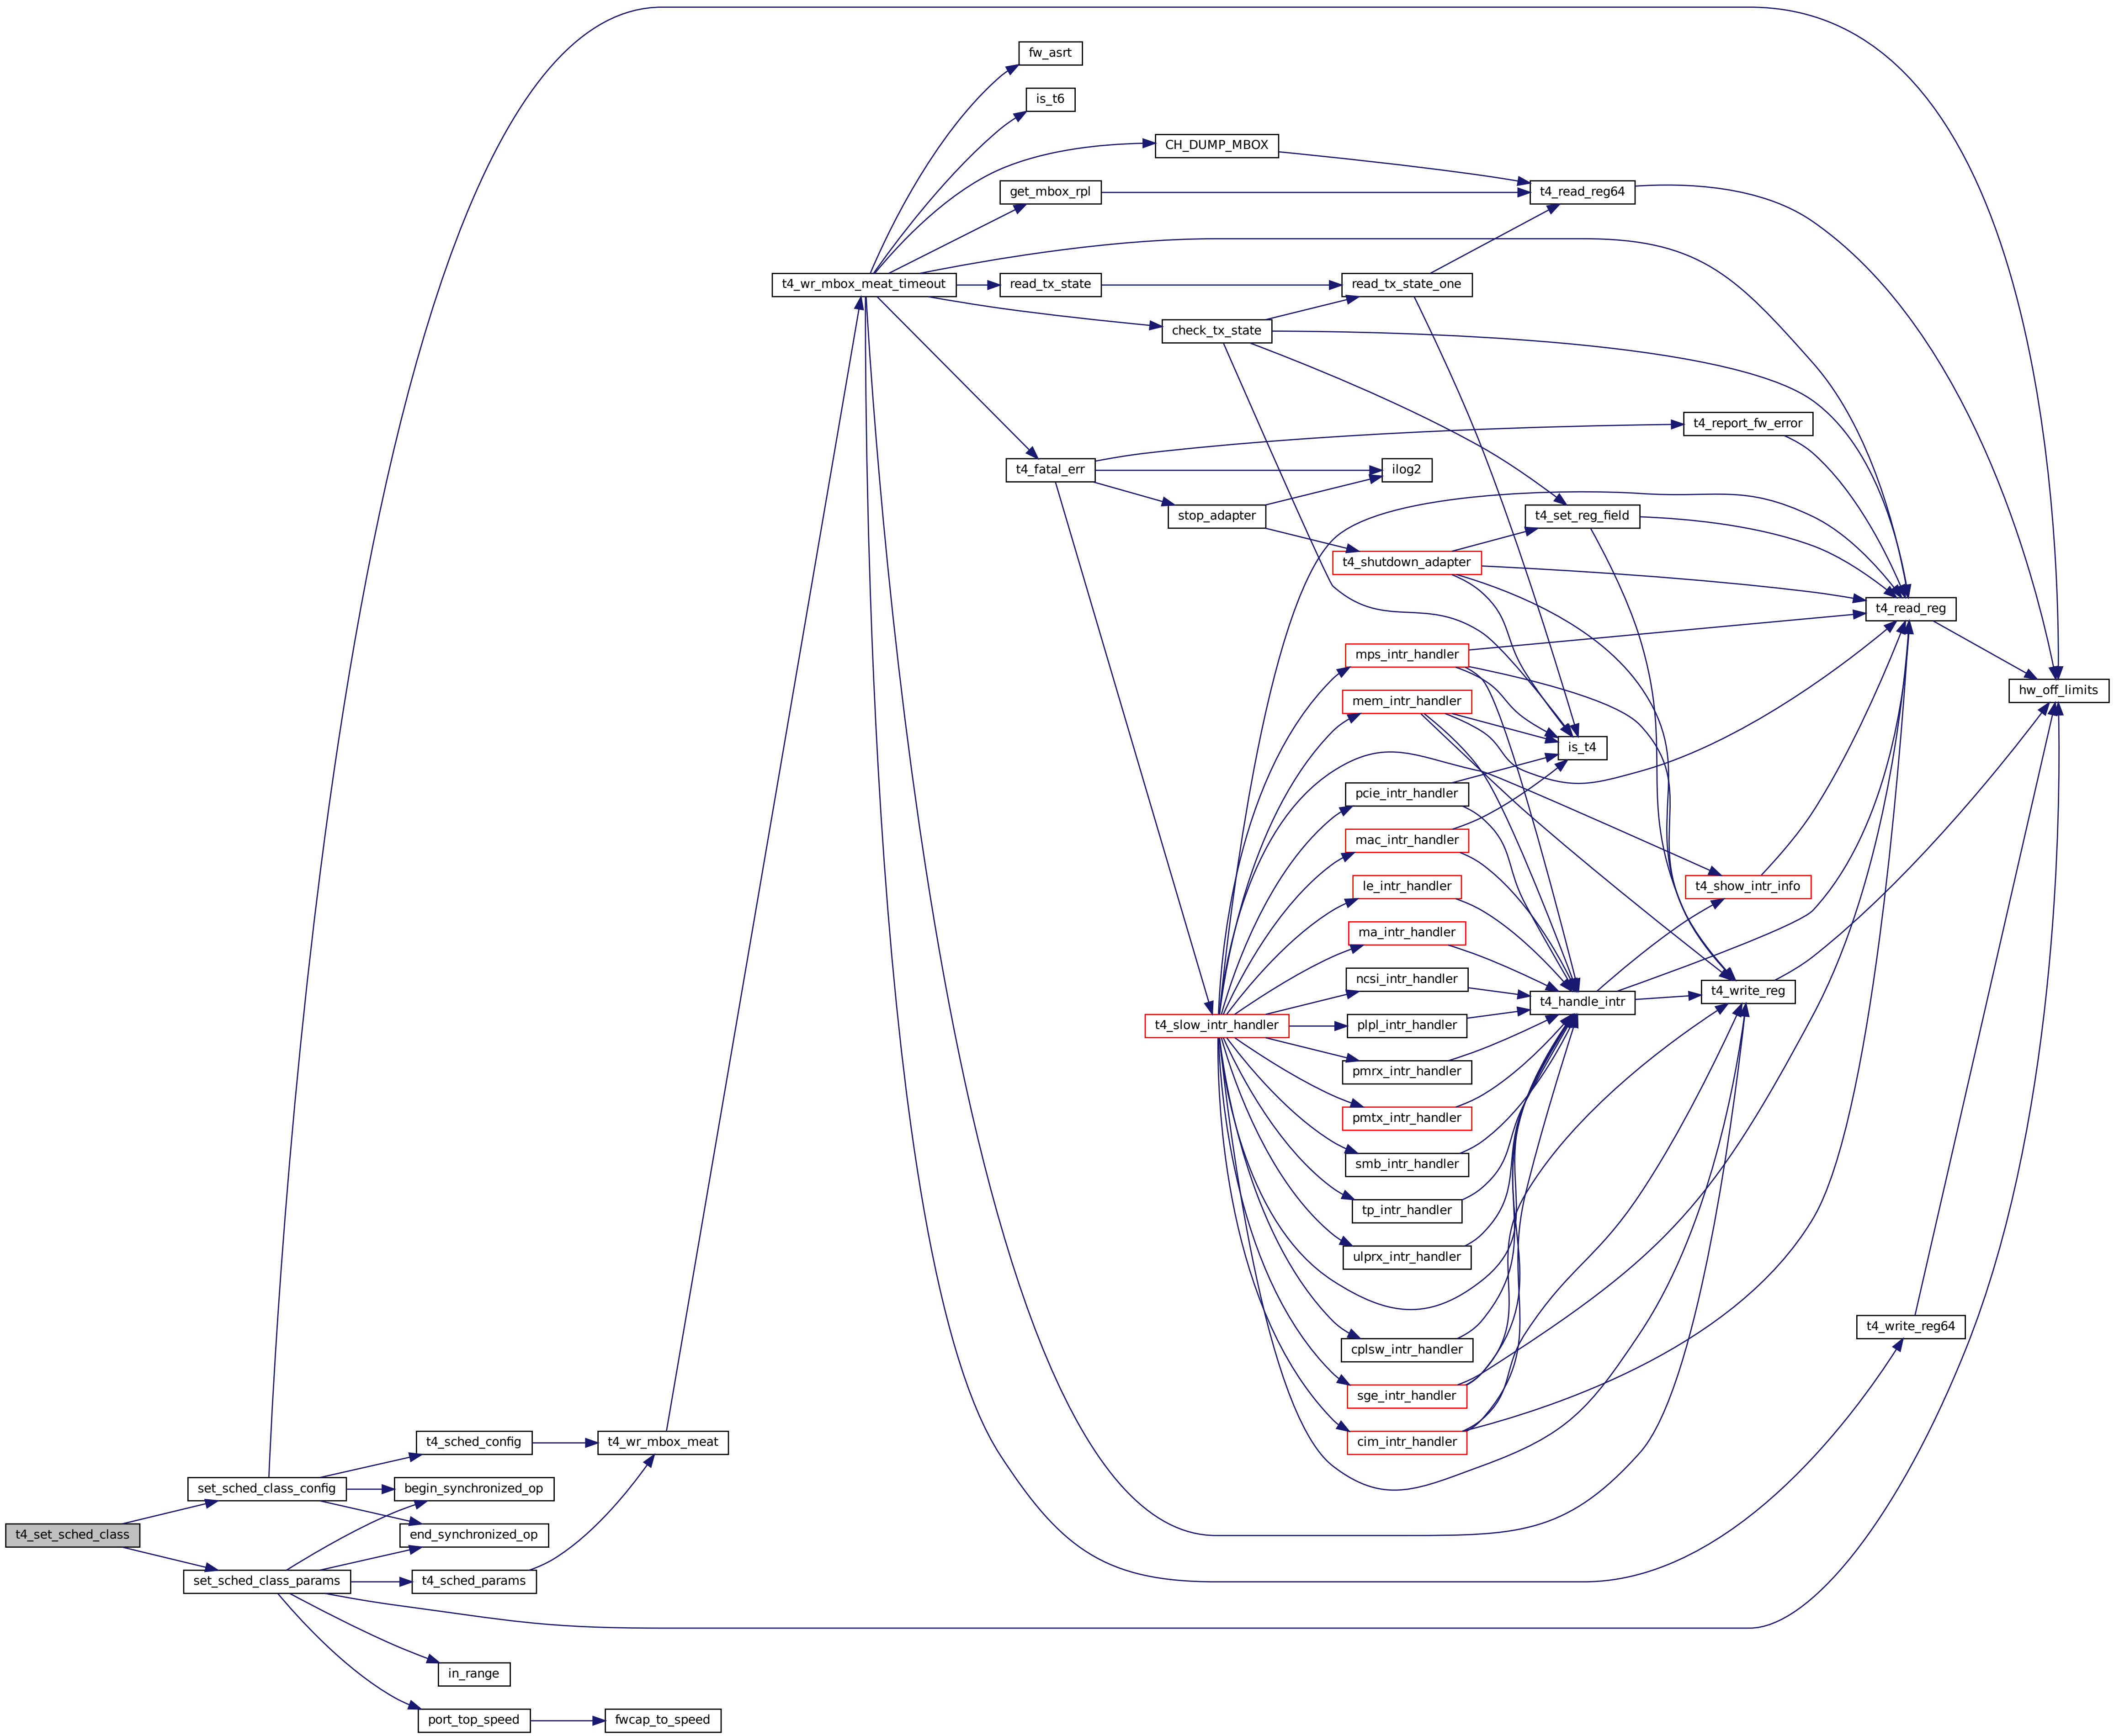 fw_asrt
is_t6
CH_DUMP_MBOX
get_mbox_rpl
t4_read_reg64
t4_wr_mbox_meat_timeout
read_tx_state
read_tx_state_one
check_tx_state
t4_report_fw_error
t4_fatal_err
ilog2
stop_adapter
t4_set_reg_field
t4_shutdown_adapter
t4_read_reg
mps_intr_handler
hw_off_limits
mem_intr_handler
is_t4
pcie_intr_handler
mac_intr_handler
le_intr_handler
t4_show_intr_info
ma_intr_handler
ncsi_intr_handler
t4_write_reg
t4_handle_intr
t4_slow_intr_handler
plpl_intr_handler
pmrx_intr_handler
pmtx_intr_handler
smb_intr_handler
tp_intr_handler
ulprx_intr_handler
t4_write_reg64
cplsw_intr_handler
sge_intr_handler
t4_sched_config
t4_wr_mbox_meat
cim_intr_handler
set_sched_class_config
begin_synchronized_op
t4_set_sched_class
end_synchronized_op
set_sched_class_params
t4_sched_params
in_range
port_top_speed
fwcap_to_speed